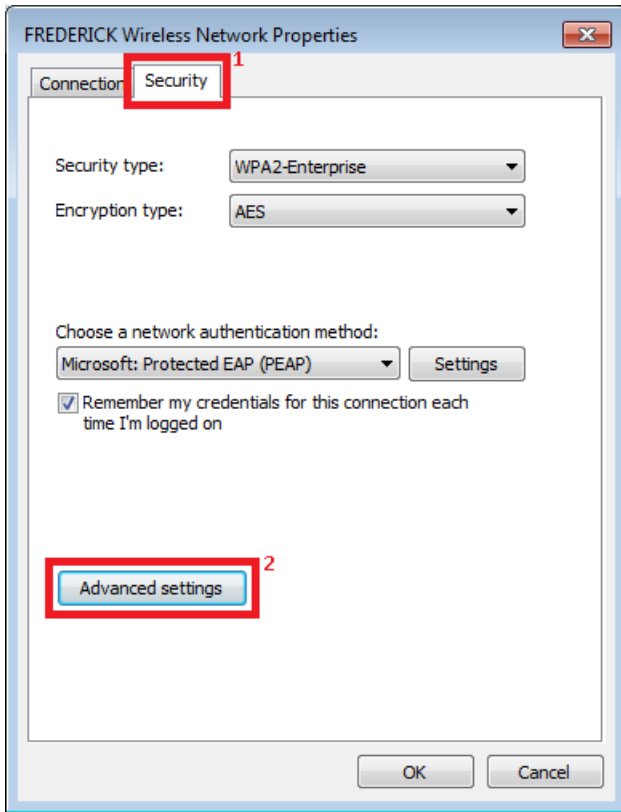 FREDERICK Wireless Network Properties
1
Connection Security
Security type: WPA2-Enterprise
Encryption type: AES
Choose a network authentication method:
Microsoft: Protected EAP (PEAP) Settings
Remember my credentials for this connection each
time I'm logged on
2
Advanced settings
OK Cancel